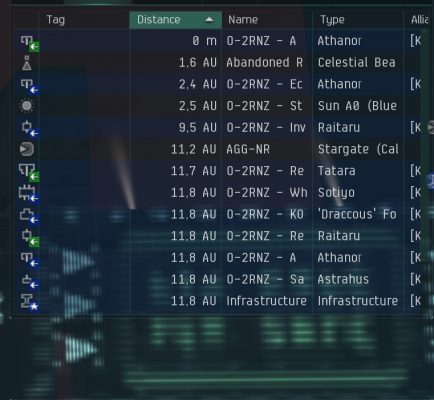 Tag Distance Name Type Allia
0 m O-2RNZ - A Athanor [K
1,6 AU Abandoned R Celestial Bea
2,4 AU O-2RNZ - Ec Athanor [K
2,5 AU O-2RNZ - St Sun A0 (Blue
9,5 AU O-2RNZ - Inv Raitaru [K
11,2 AU AGG-NR Stargate (Cal
11,7 AU O-2RNZ - Re Tatara [K
11,8 AU O-2RNZ - Wh Sotiyo [K
11,8 AU O-2RNZ - KO 'Draccous' Fo [K
11,8 AU O-2RNZ - Re Raitaru [K
11,8 AU O-2RNZ - A Athanor [K
11,8 AU O-2RNZ - Sa Astrahus [K
11,8 AU Infrastructure Infrastructure [K